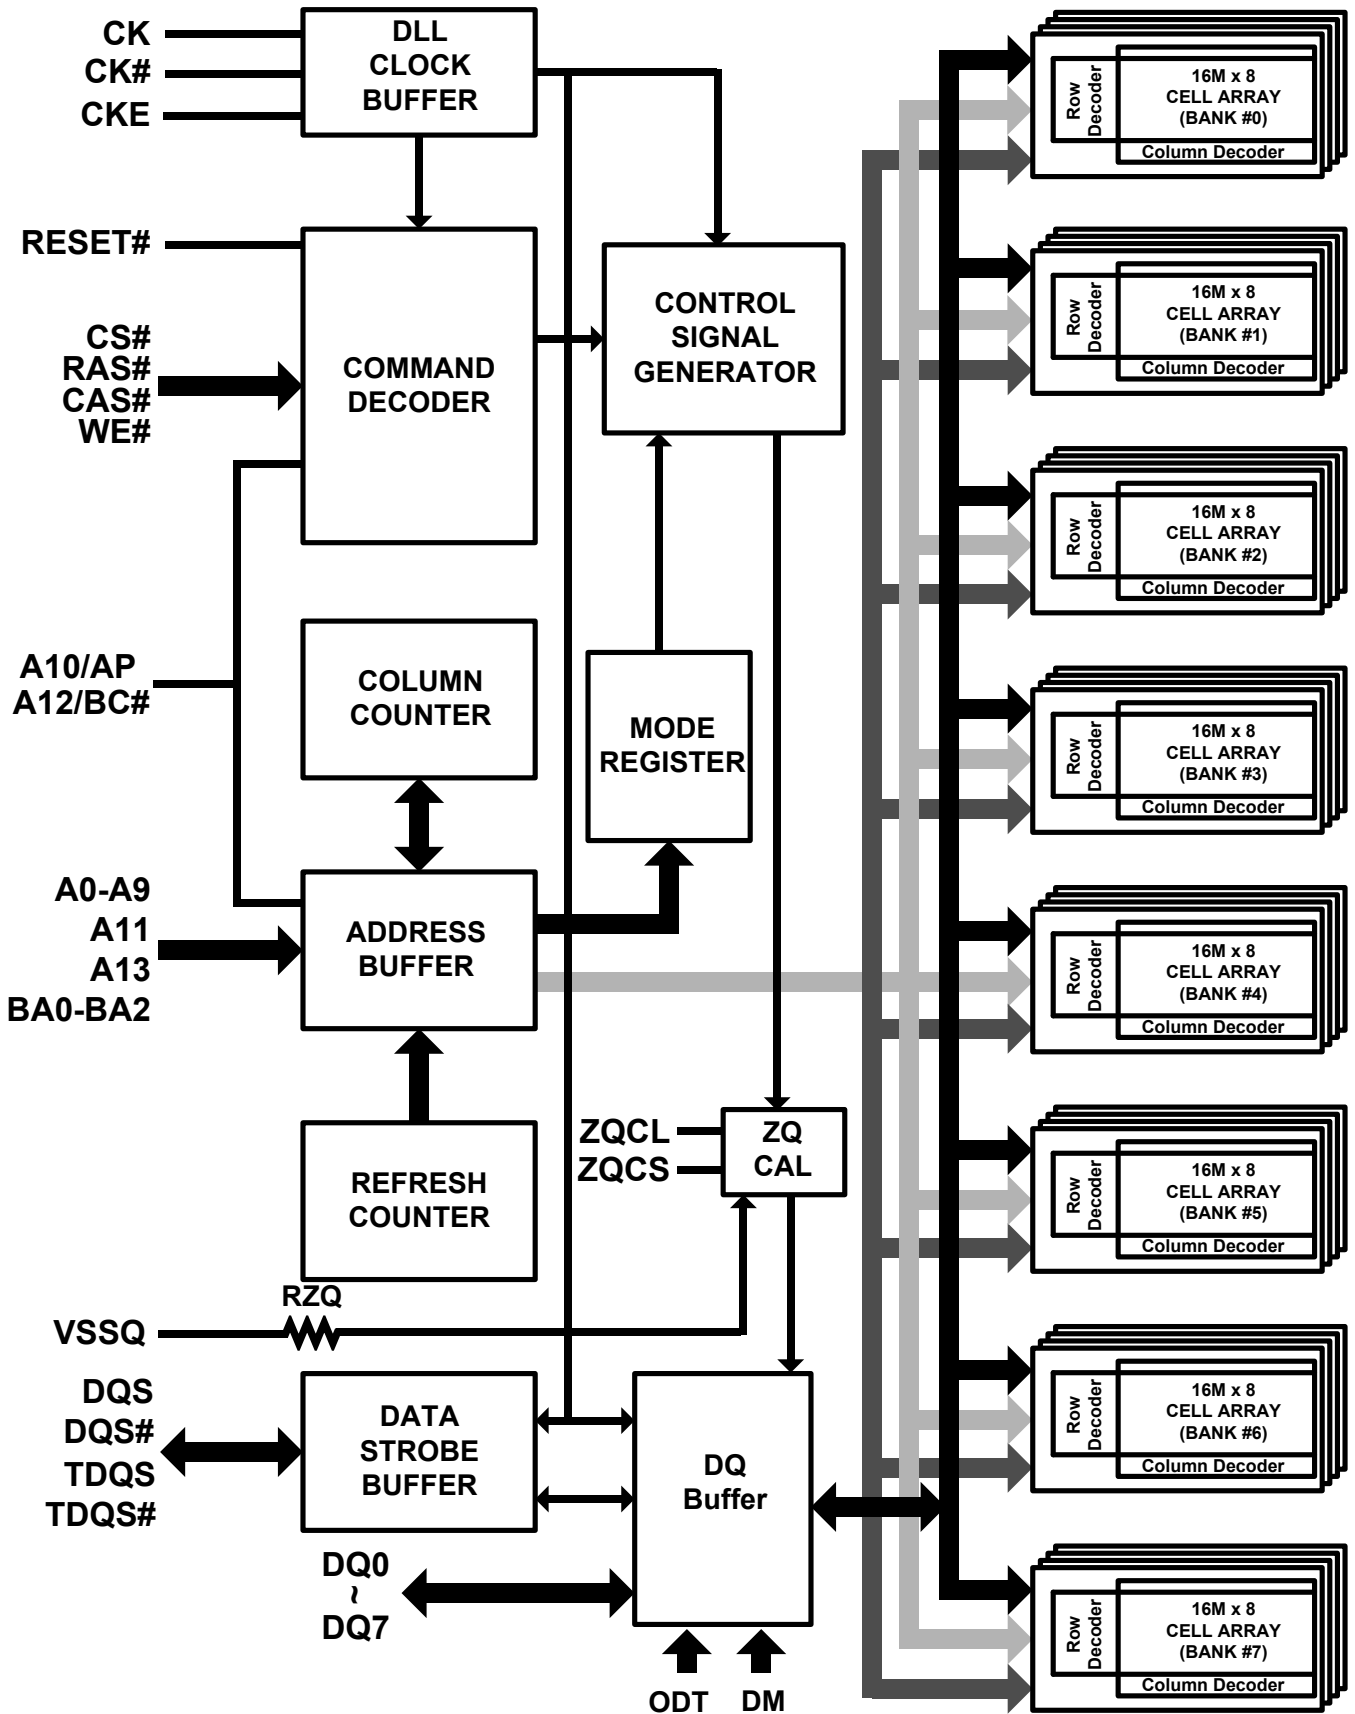 CK
CK#
CKE
DLL
CLOCK
BUFFER
RESET#
CS#
RAS#
CAS#
WE#
COMMAND
DECODER
CONTROL
SIGNAL
GENERATOR
A10/AP
A12/BC#
COLUMN
COUNTER
MODE
REGISTER
A0-A9
A11
A13
BA0-BA2
ADDRESS
BUFFER
REFRESH
COUNTER
ZQCL
ZQCS
ZQ
CAL
RZQ
VSSQ
DQS
DQS#
TDQS
TDQS#
DATA
STROBE
BUFFER
DQ
Buffer
DQ0
~
DQ7
ODT
DM
Row
Decoder
16M x 8
CELL ARRAY
(BANK #0)
Column Decoder
Row
Decoder
16M x 8
CELL ARRAY
(BANK #1)
Column Decoder
Row
Decoder
16M x 8
CELL ARRAY
(BANK #2)
Column Decoder
Row
Decoder
16M x 8
CELL ARRAY
(BANK #3)
Column Decoder
Row
Decoder
16M x 8
CELL ARRAY
(BANK #4)
Column Decoder
Row
Decoder
16M x 8
CELL ARRAY
(BANK #5)
Column Decoder
Row
Decoder
16M x 8
CELL ARRAY
(BANK #6)
Column Decoder
Row
Decoder
16M x 8
CELL ARRAY
(BANK #7)
Column Decoder